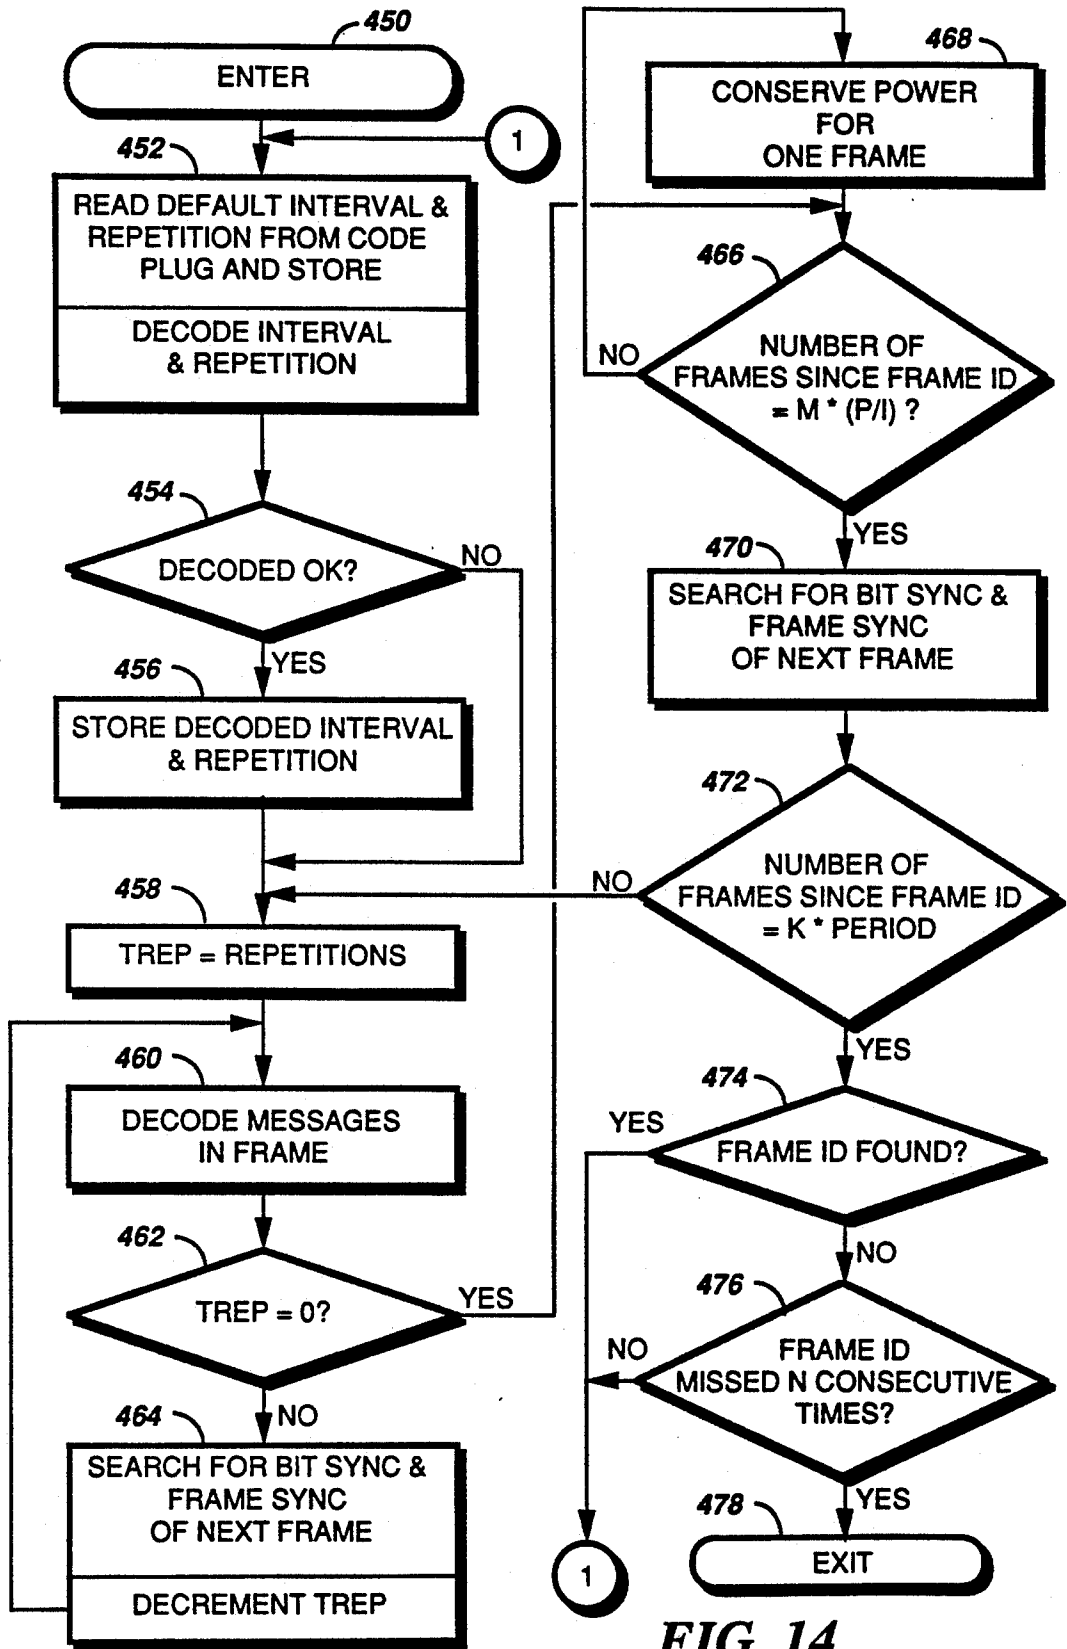 450
ENTER
1
452
READ DEFAULT INTERVAL &
REPETITION FROM CODE
PLUG AND STORE
DECODE INTERVAL
& REPETITION
454
DECODED OK?
NO
YES
456
STORE DECODED INTERVAL
& REPETITION
458
TREP = REPETITIONS
460
DECODE MESSAGES
IN FRAME
462
TREP = 0?
YES
NO
464
SEARCH FOR BIT SYNC &
FRAME SYNC
OF NEXT FRAME
DECREMENT TREP
468
CONSERVE POWER
FOR
ONE FRAME
466
NO
NUMBER OF
FRAMES SINCE FRAME ID
= M * (P/I) ?
YES
470
SEARCH FOR BIT SYNC &
FRAME SYNC
OF NEXT FRAME
472
NO
NUMBER OF
FRAMES SINCE FRAME ID
= K * PERIOD
YES
474
YES
FRAME ID FOUND?
NO
476
NO
FRAME ID
MISSED N CONSECUTIVE
TIMES?
YES
478
EXIT
1
FIG. 14